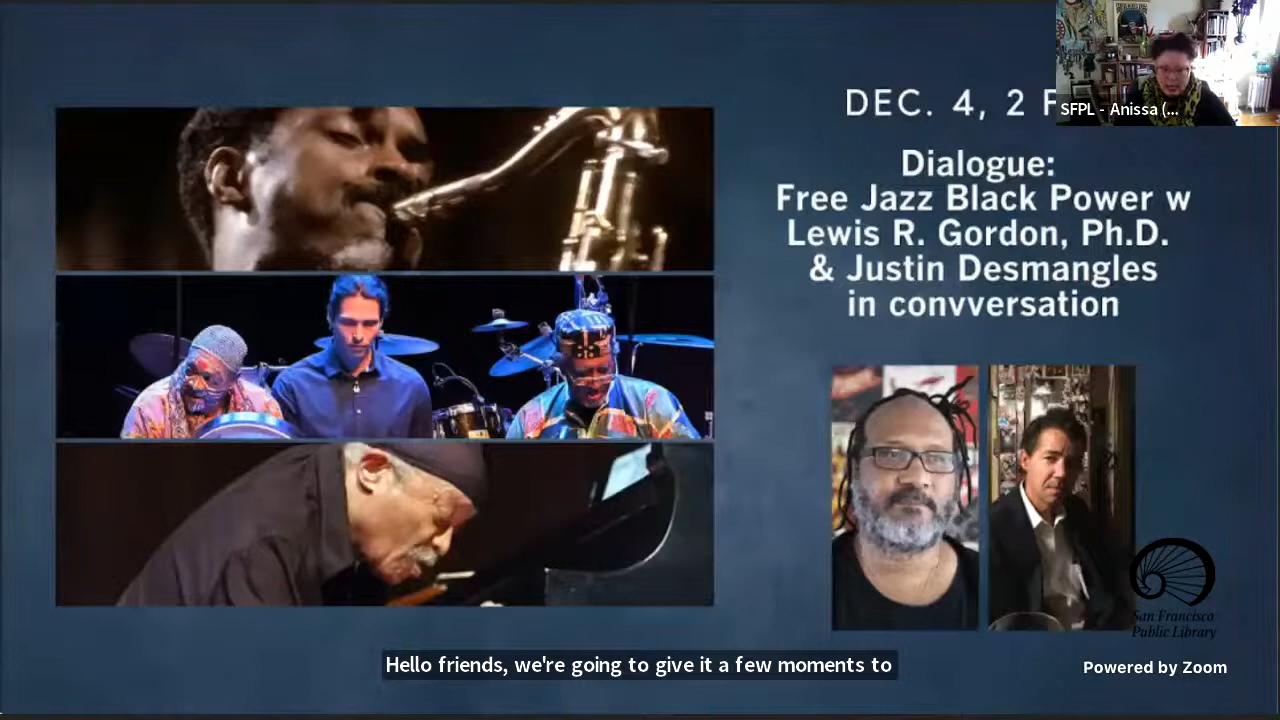 DEC. 4, 2 P
SFPL - Anissa (...
Dialogue:
Free Jazz Black Power w
Lewis R. Gordon, Ph.D.
& Justin Desmangles
in convversation
San Francisco
Public Library
Hello friends, we're going to give it a few moments to
Powered by Zoom